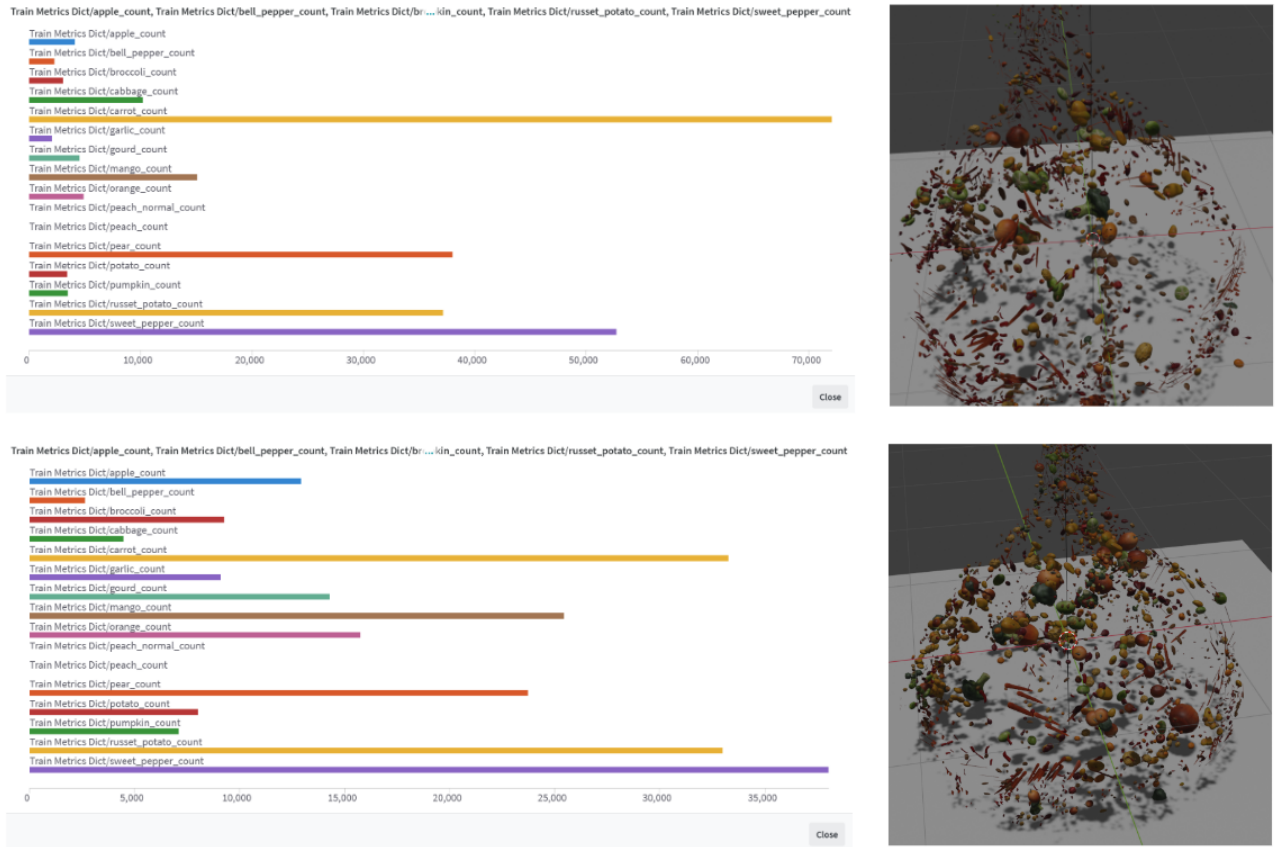 Train Metrics Dict/apple_count, Train Metrics Dict/bell_pepper_count, Train Metrics Dict/br-...kin_count, Train Metrics Dict/russet_potato_count, Train Metrics Dict/sweet_pepper_count
Train Metrics Dict/apple_count
Train Metrics Dict/bell_pepper_count
Train Metrics Dict/broccoli_count
Train Metrics Dict/cabbage_count
Train Metrics Dict/carrot_count
Train Metrics Dict/garlic_count
Train Metrics Dict/gourd_count
Train Metrics Dict/mango_count
Train Metrics Dict/orange_count
Train Metrics Dict/peach_normal_count
Train Metrics Dict/peach_count
Train Metrics Dict/pear_count
Train Metrics Dict/potato_count
Train Metrics Dict/pumpkin_count
Train Metrics Dict/russet_potato_count
Train Metrics Dict/sweet_pepper_count
0 10,000 20,000 30,000 40,000 50,000 60,000 70,000
Close
Train Metrics Dict/apple_count, Train Metrics Dict/bell_pepper_count, Train Metrics Dict/br-...kin_count, Train Metrics Dict/russet_potato_count, Train Metrics Dict/sweet_pepper_count
Train Metrics Dict/apple_count
Train Metrics Dict/bell_pepper_count
Train Metrics Dict/broccoli_count
Train Metrics Dict/cabbage_count
Train Metrics Dict/carrot_count
Train Metrics Dict/garlic_count
Train Metrics Dict/gourd_count
Train Metrics Dict/mango_count
Train Metrics Dict/orange_count
Train Metrics Dict/peach_normal_count
Train Metrics Dict/peach_count
Train Metrics Dict/pear_count
Train Metrics Dict/potato_count
Train Metrics Dict/pumpkin_count
Train Metrics Dict/russet_potato_count
Train Metrics Dict/sweet_pepper_count
0 5,000 10,000 15,000 20,000 25,000 30,000 35,000
Close